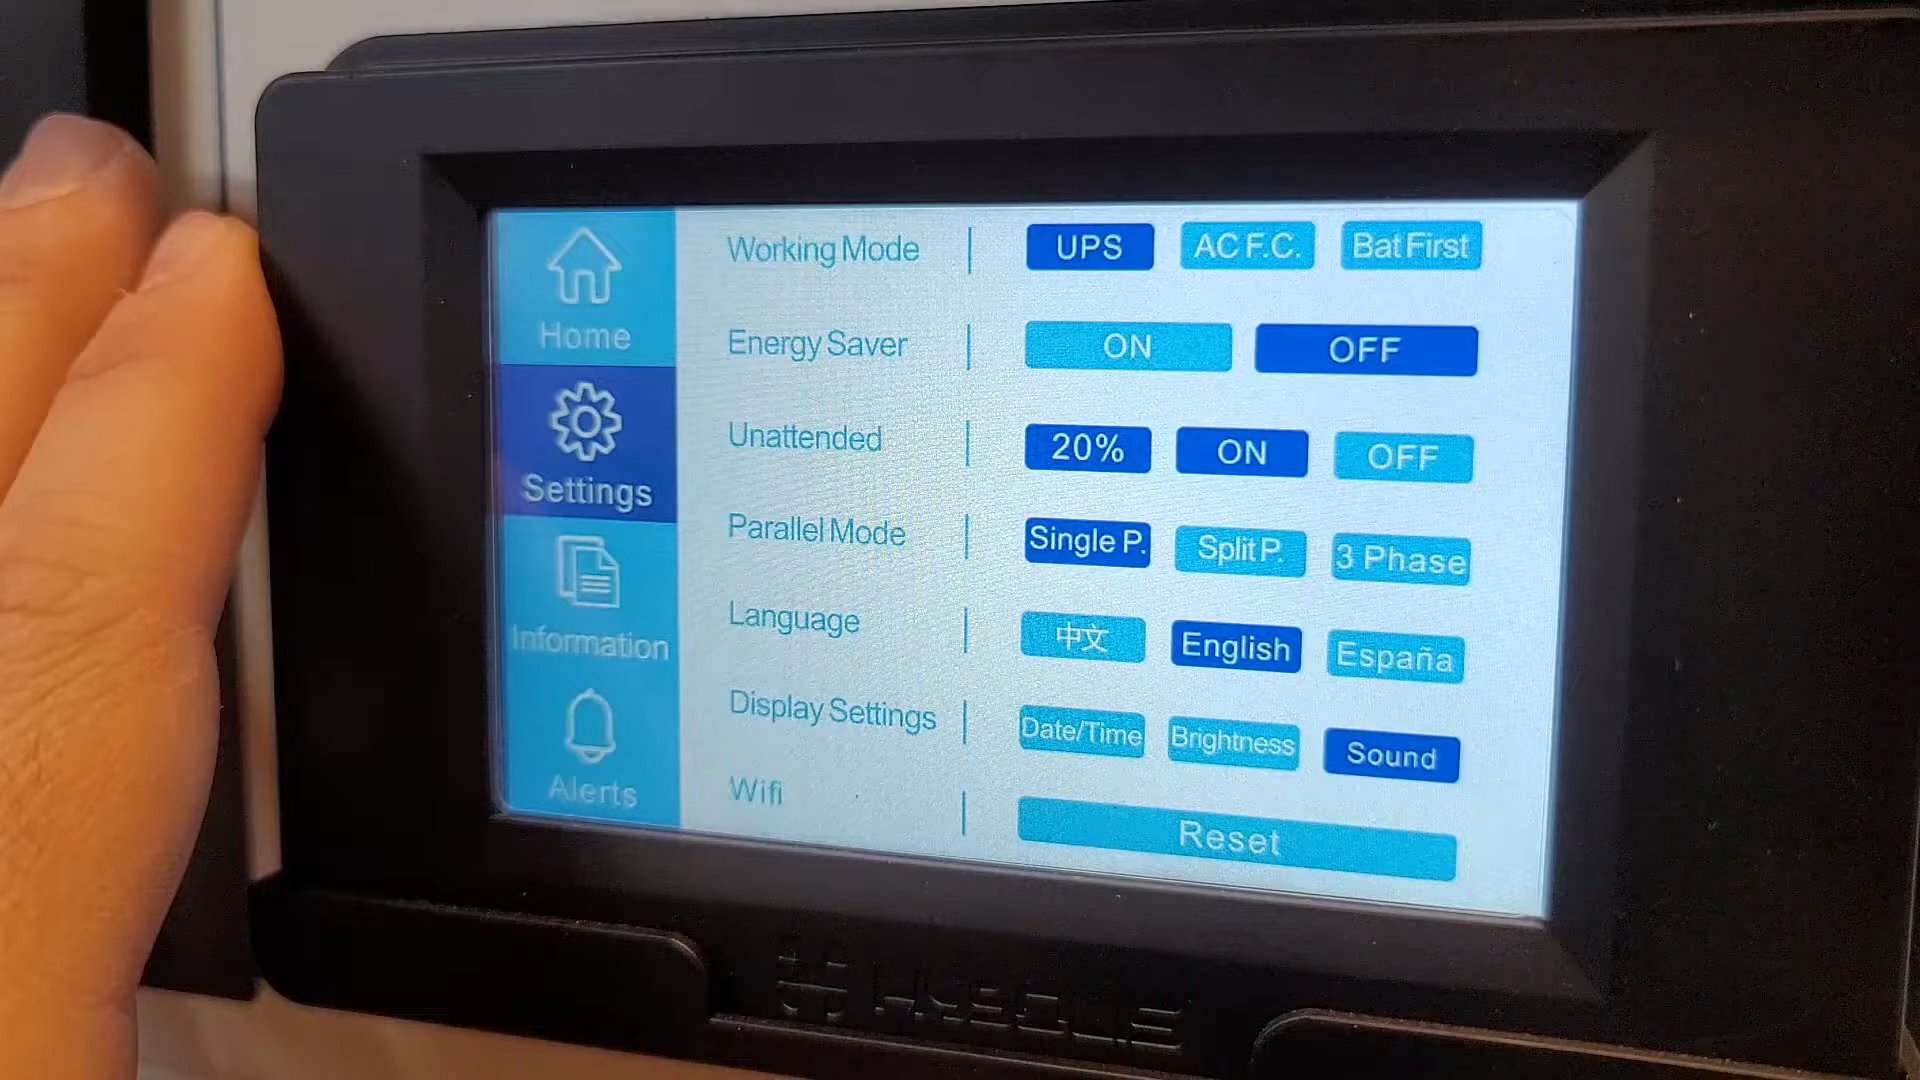 Home
Settings
Information
Alerts
Working Mode | UPS AC F.C. Bat First
Energy Saver | ON OFF
Unattended | 20% ON OFF
Parallel Mode | Single P. Split P. 3 Phase
Language | 中文 English España
Display Settings | Date/Time Brightness Sound
Wifi | Reset
HYSOLIS